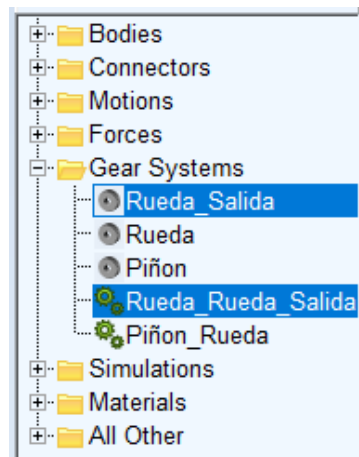 Bodies
Connectors
Motions
Forces
Gear Systems
Rueda_Salida
Rueda
Piñon
Rueda_Rueda_Salida
Piñon_Rueda
Simulations
Materials
All Other